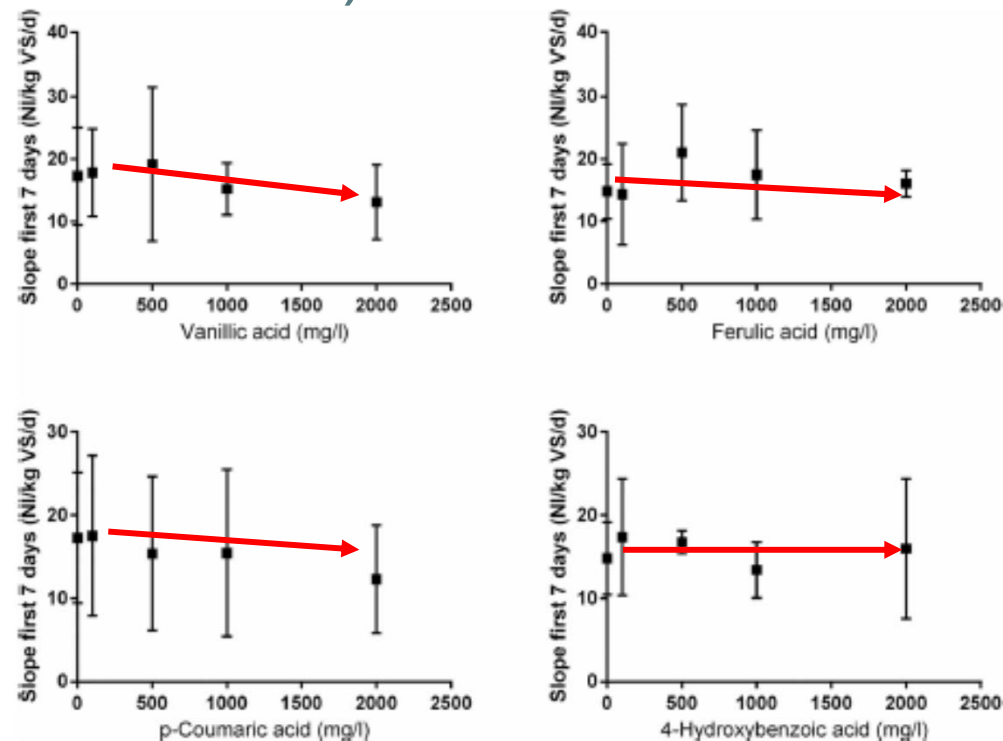 Slope first 7 days (Nl/kg VS/d)
40
30
20
10
0
0 500 1000 1500 2000 2500
Vanillic acid (mg/l)
Slope first 7 days (Nl/kg VS/d)
40
30
20
10
0
0 500 1000 1500 2000 2500
Ferulic acid (mg/l)
Slope first 7 days (Nl/kg VS/d)
30
20
10
0
0 500 1000 1500 2000 2500
p-Coumaric acid (mg/l)
Slope first 7 days (Nl/kg VS/d)
30
20
10
0
0 500 1000 1500 2000 2500
4-Hydroxybenzoic acid (mg/l)